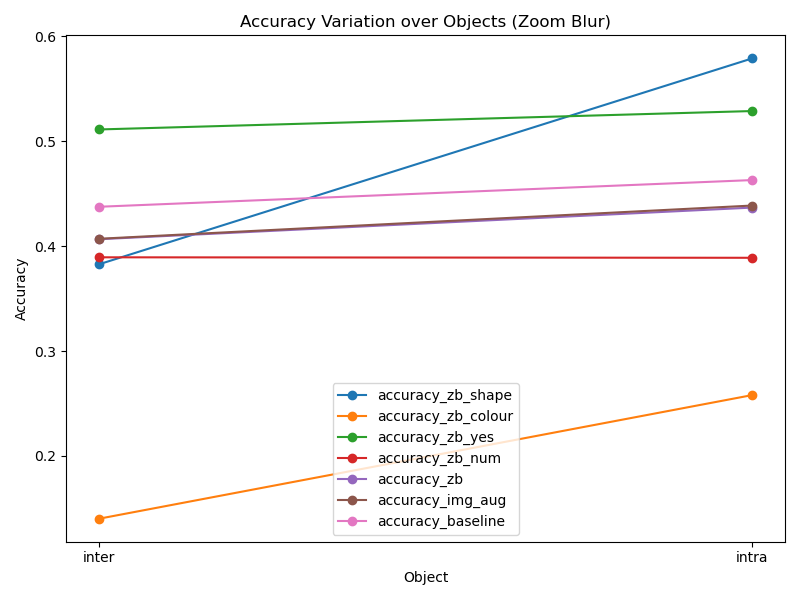 Accuracy Variation over Objects (Zoom Blur)
Accuracy
0.6
0.5
0.4
0.3
0.2
accuracy_zb_shape
accuracy_zb_colour
accuracy_zb_yes
accuracy_zb_num
accuracy_zb
accuracy_img_aug
accuracy_baseline
inter
intra
Object